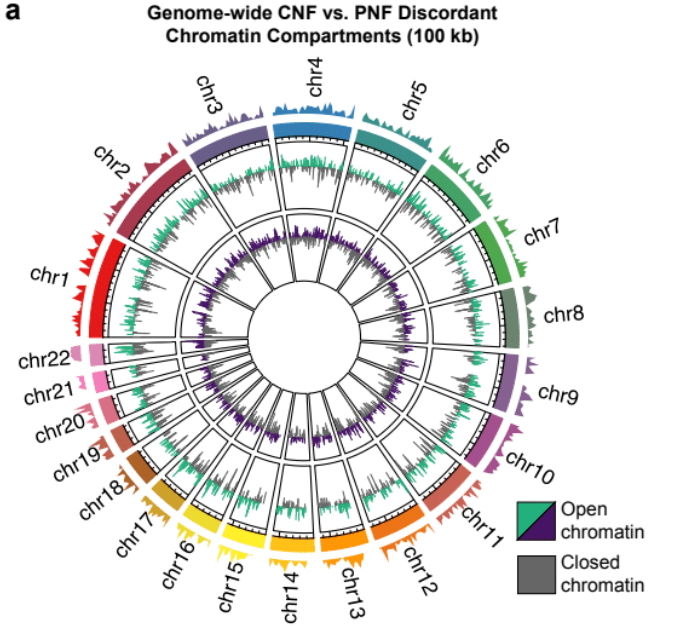 a
Genome-wide CNF vs. PNF Discordant
Chromatin Compartments (100 kb)
chr1
chr2
chr3
chr4
chr5
chr6
chr7
chr8
chr9
chr10
chr11
chr12
chr13
chr14
chr15
chr16
chr17
chr18
chr19
chr20
chr21
chr22
Open
chromatin
Closed
chromatin